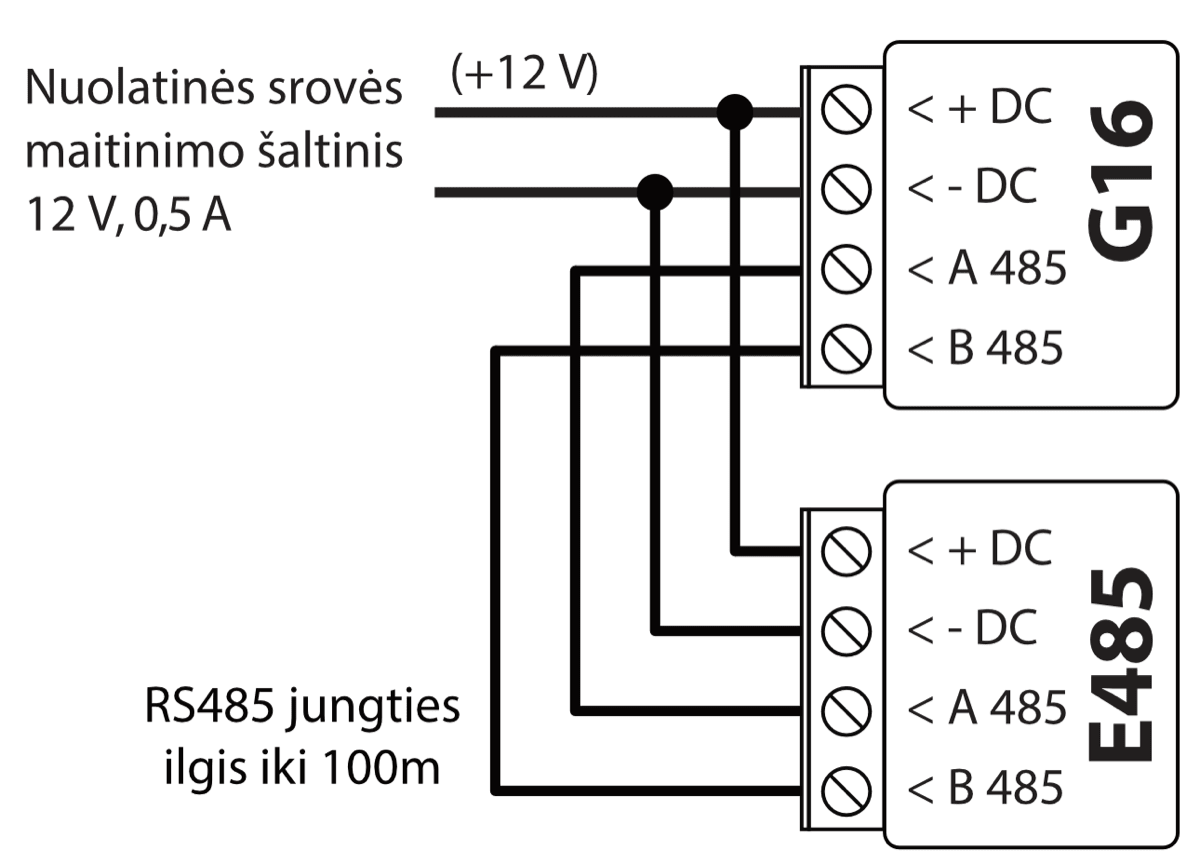 Nuolatinės srovės
maitinimo šaltinis
12 V, 0,5 A
(+12 V)
< + DC
< - DC
< A 485
< B 485
G16
< + DC
< - DC
< A 485
< B 485
E485
RS485 jungties
ilgis iki 100m